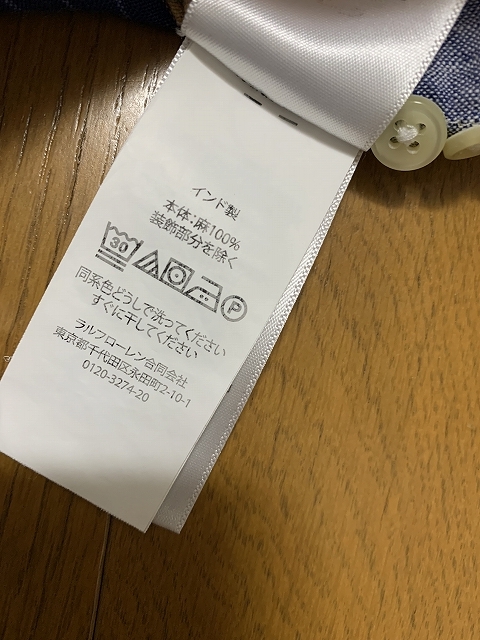 インド製
本体：麻100%
装飾部分を除く
30 P
同系色どうしで洗ってください
すぐに干してください
ラルフローレン合同会社
東京都千代田区永田町2-10-1
0120-3274-20